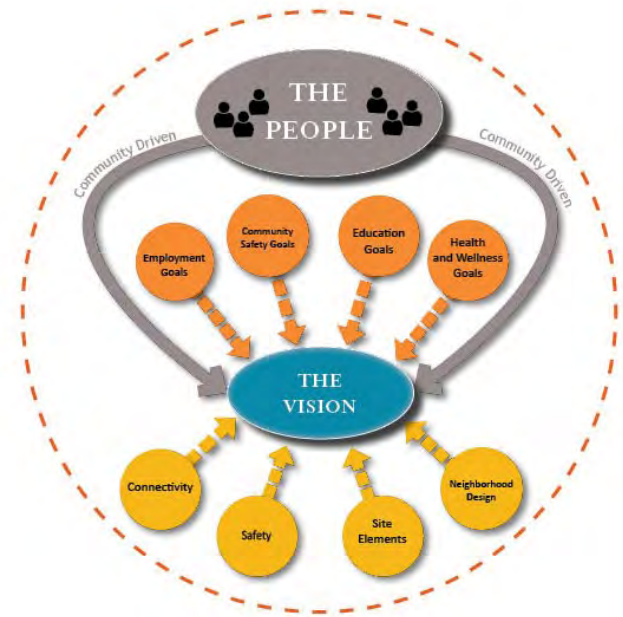 THE
PEOPLE
Community Driven
Community Driven
Employment
Goals
Community
Safety Goals
Education
Goals
Health
and Wellness
Goals
THE
VISION
Connectivity
Safety
Site
Elements
Neighborhood
Design